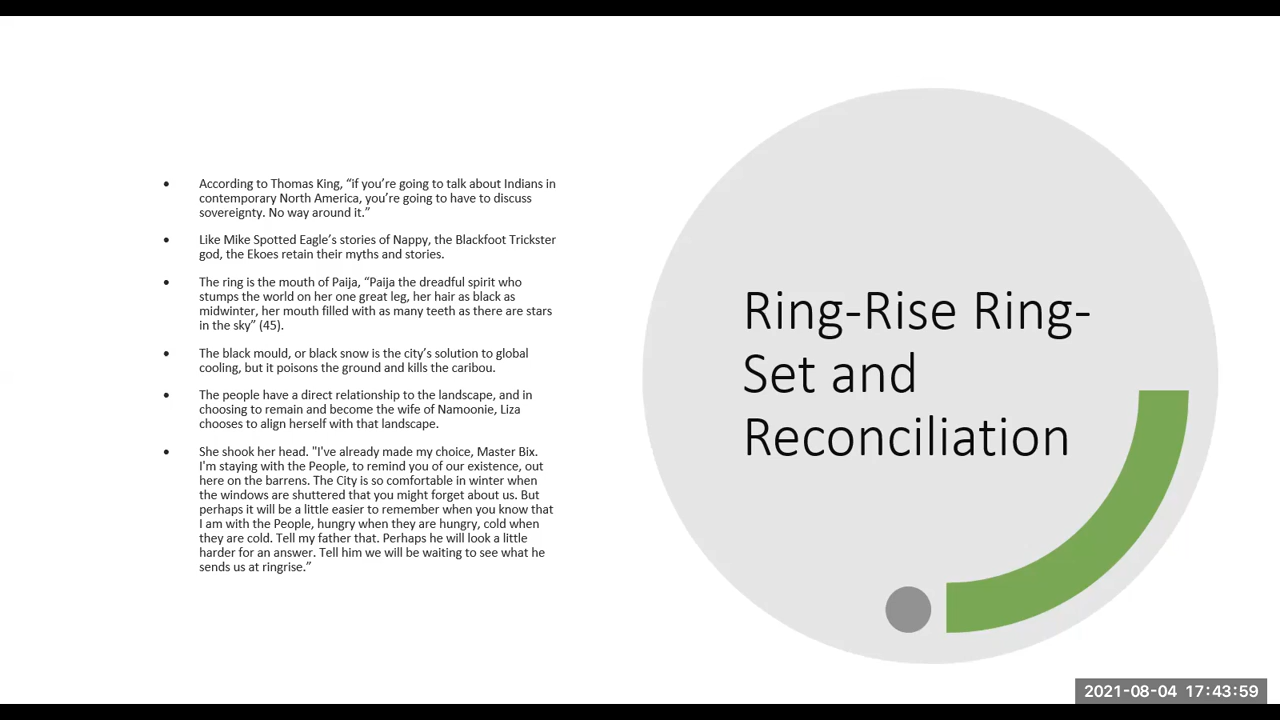 • According to Thomas King, “if you’re going to talk about Indians in
contemporary North America, you’re going to have to discuss
sovereignty. No way around it.”
• Like Mike Spotted Eagle’s stories of Nappy, the Blackfoot Trickster
god, the Ekoes retain their myths and stories.
• The ring is the mouth of Paija, “Paija the dreadful spirit who
stumps the world on her one great leg, her hair as black as
midwinter, her mouth filled with as many teeth as there are stars
in the sky” (45).
• The black mould, or black snow is the city’s solution to global
cooling, but it poisons the ground and kills the caribou.
• The people have a direct relationship to the landscape, and in
choosing to remain and become the wife of Namoonie, Liza
chooses to align herself with that landscape.
• She shook her head. "I've already made my choice, Master Bix.
I'm staying with the People, to remind you of our existence, out
here on the barrens. The City is so comfortable in winter when
the windows are shuttered that you might forget about us. But
perhaps it will be a little easier to remember when you know that
I am with the People, hungry when they are hungry, cold when
they are cold. Tell my father that. Perhaps he will look a little
harder for an answer. Tell him we will be waiting to see what he
sends us at ringrise.”
Ring-Rise Ring-
Set and
Reconciliation
2021-08-04 17:43:59